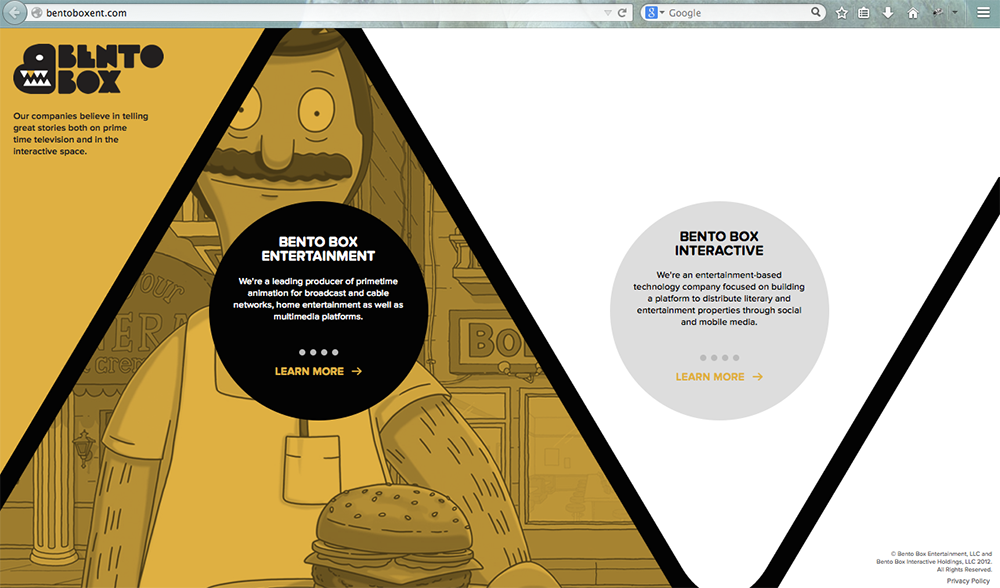 bentoboxent.com
Google
BENTO
BOX
Our companies believe in telling
great stories both on prime
time television and in the
interactive space.
BENTO BOX
ENTERTAINMENT
We're a leading producer of primetime
animation for broadcast and cable
networks, home entertainment as well as
multimedia platforms.
LEARN MORE →
BENTO BOX
INTERACTIVE
We're an entertainment-based
technology company focused on building
a platform to distribute literary and
entertainment properties through social
and mobile media.
LEARN MORE →
© Bento Box Entertainment, LLC and
Bento Box Interactive Holdings, LLC 2012.
All Rights Reserved.
Privacy Policy